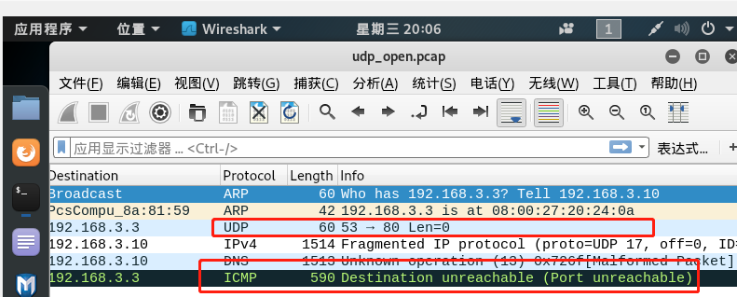 应用程序 位置 Wireshark 星期三 20:06 1
udp_open.pcap
文件(F) 编辑(E) 视图(V) 跳转(G) 捕获(C) 分析(A) 统计(S) 电话(Y) 无线(W) 工具(T) 帮助(H)
应用显示过滤器 … <Ctrl-/> 表达式… +
Destination Protocol Length Info
Broadcast ARP 60 Who has 192.168.3.3? Tell 192.168.3.10
PcsCompu_8a:81:59 ARP 42 192.168.3.3 is at 08:00:27:20:24:0a
192.168.3.3 UDP 60 53 → 80 Len=0
192.168.3.10 IPv4 1514 Fragmented IP protocol (proto=UDP 17, off=0, ID=
192.168.3.10 DNS 1513 Unknown operation (13) 0x726f[Malformed Packet]
192.168.3.3 ICMP 590 Destination unreachable (Port unreachable)